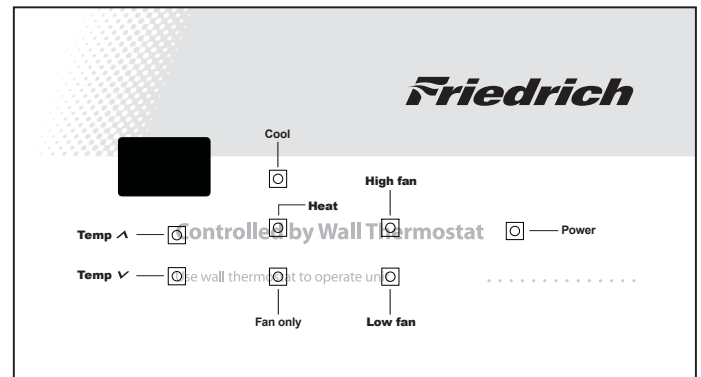 Friedrich
Cool
High fan
Heat
Temp
Controlled by Wall Thermostat
Power
Temp
Use wall thermostat to operate unit
Fan only
Low fan